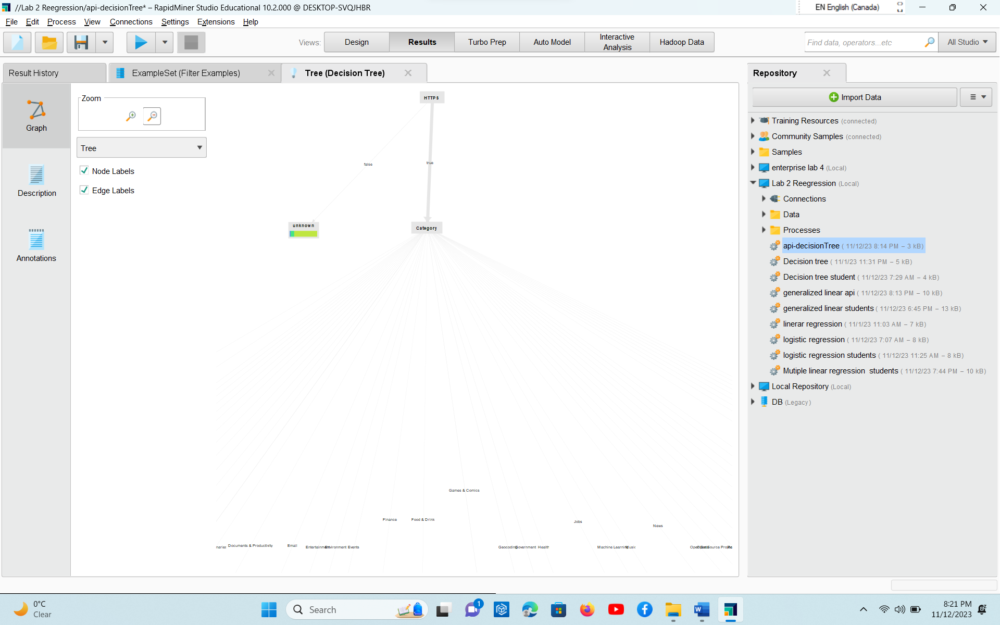 //Lab 2 Reegression/api-decisionTree* – RapidMiner Studio Educational 10.2.000 @ DESKTOP-SVQJHBR
EN English (Canada)
File Edit Process View Connections Settings Extensions Help
Views:
Design
Results
Turbo Prep
Auto Model
Interactive
Analysis
Hadoop Data
Find data, operators...etc
All Studio
Result History
ExampleSet (Filter Examples)
Tree (Decision Tree)
Graph
Description
Annotations
Zoom
Tree
Node Labels
Edge Labels
HTTPS
false
true
unknown
Category
Games & Comics
Finance
Food & Drink
Jobs
News
naries
Documents & Productivity
Email
Entertainment
Environment
Events
Geocoding
Government
Health
Machine Learning
Music
Repository
Import Data
Training Resources (connected)
Community Samples (connected)
Samples
enterprise lab 4 (Local)
Lab 2 Reegression (Local)
Connections
Data
Processes
api-decisionTree ( 11/12/23 8:14 PM – 3 kB)
Decision tree ( 11/1/23 11:31 PM – 5 kB)
Decision tree student ( 11/12/23 7:29 AM – 4 kB)
generalized linear api ( 11/12/23 8:13 PM – 10 kB)
generalized linear students ( 11/12/23 6:45 PM – 13 kB)
linerar regression ( 11/1/23 11:03 AM – 7 kB)
logistic regression ( 11/12/23 7:07 AM – 8 kB)
logistic regression students ( 11/12/23 11:25 AM – 8 kB)
Mutiple linear regression students ( 11/12/23 7:44 PM – 10 kB)
Local Repository (Local)
DB (Legacy)
0°C
Clear
Search
1
8:21 PM
11/12/2023